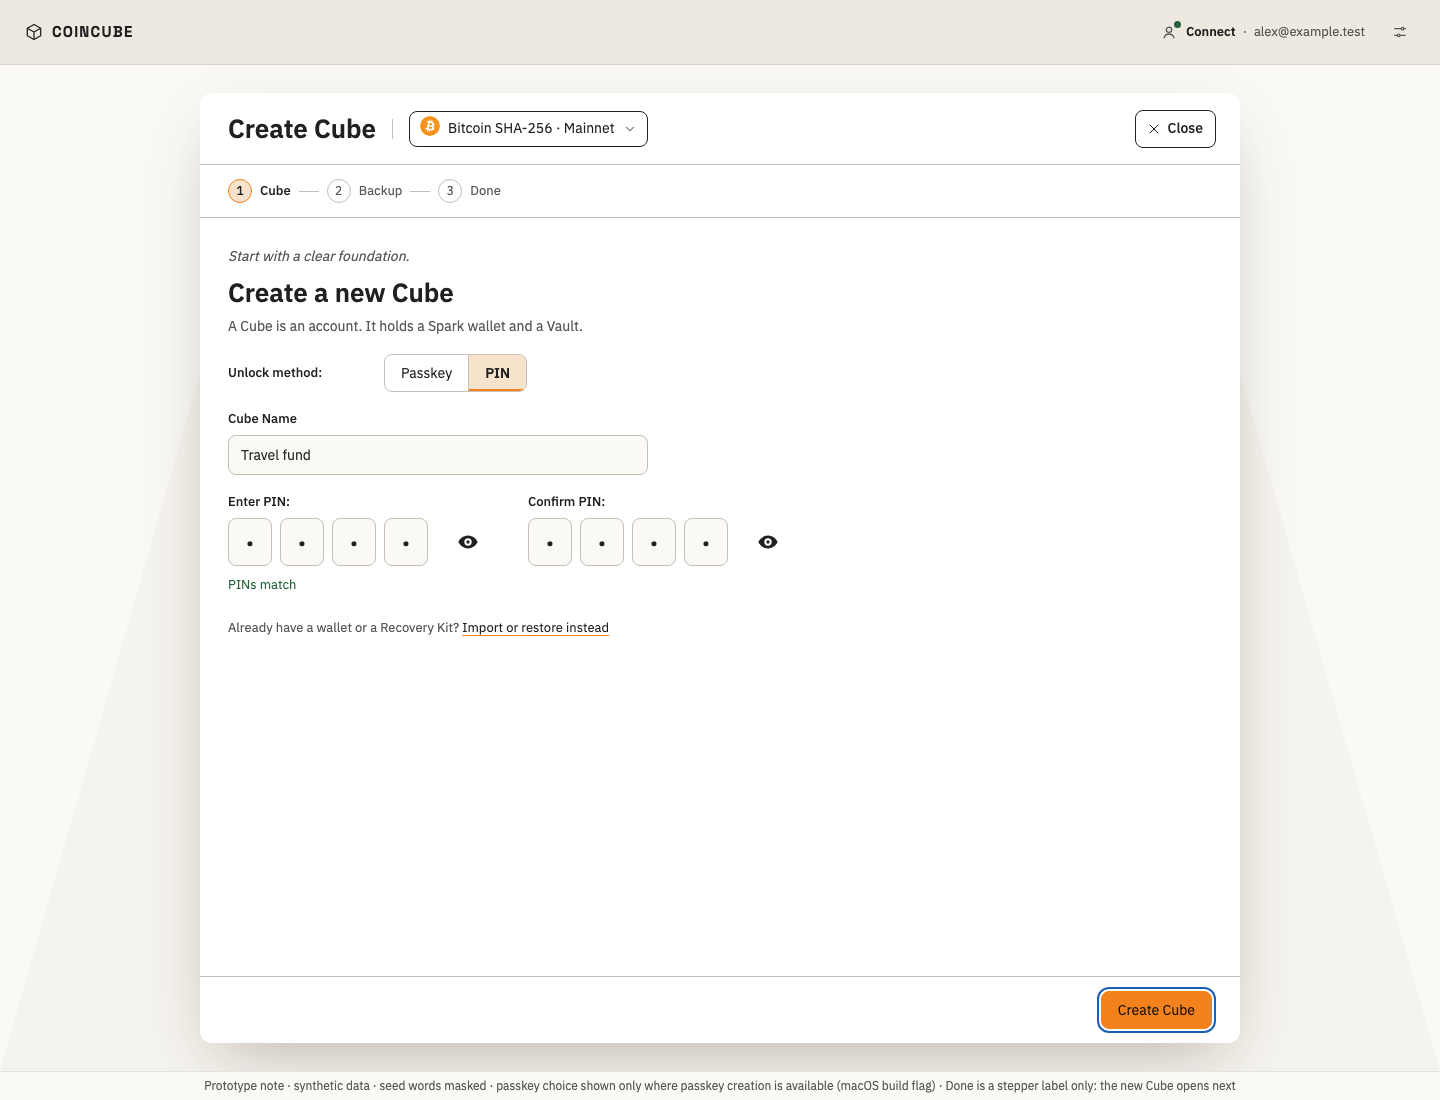 COINCUBE
Connect · alex@example.test
Create Cube
Bitcoin SHA-256 · Mainnet
Close
1 Cube 2 Backup 3 Done
Start with a clear foundation.
Create a new Cube
A Cube is an account. It holds a Spark wallet and a Vault.
Unlock method: Passkey PIN
Cube Name
Travel fund
Enter PIN: Confirm PIN:
PINs match
Already have a wallet or a Recovery Kit? Import or restore instead
Create Cube
Prototype note · synthetic data · seed words masked · passkey choice shown only where passkey creation is available (macOS build flag) · Done is a stepper label only: the new Cube opens next